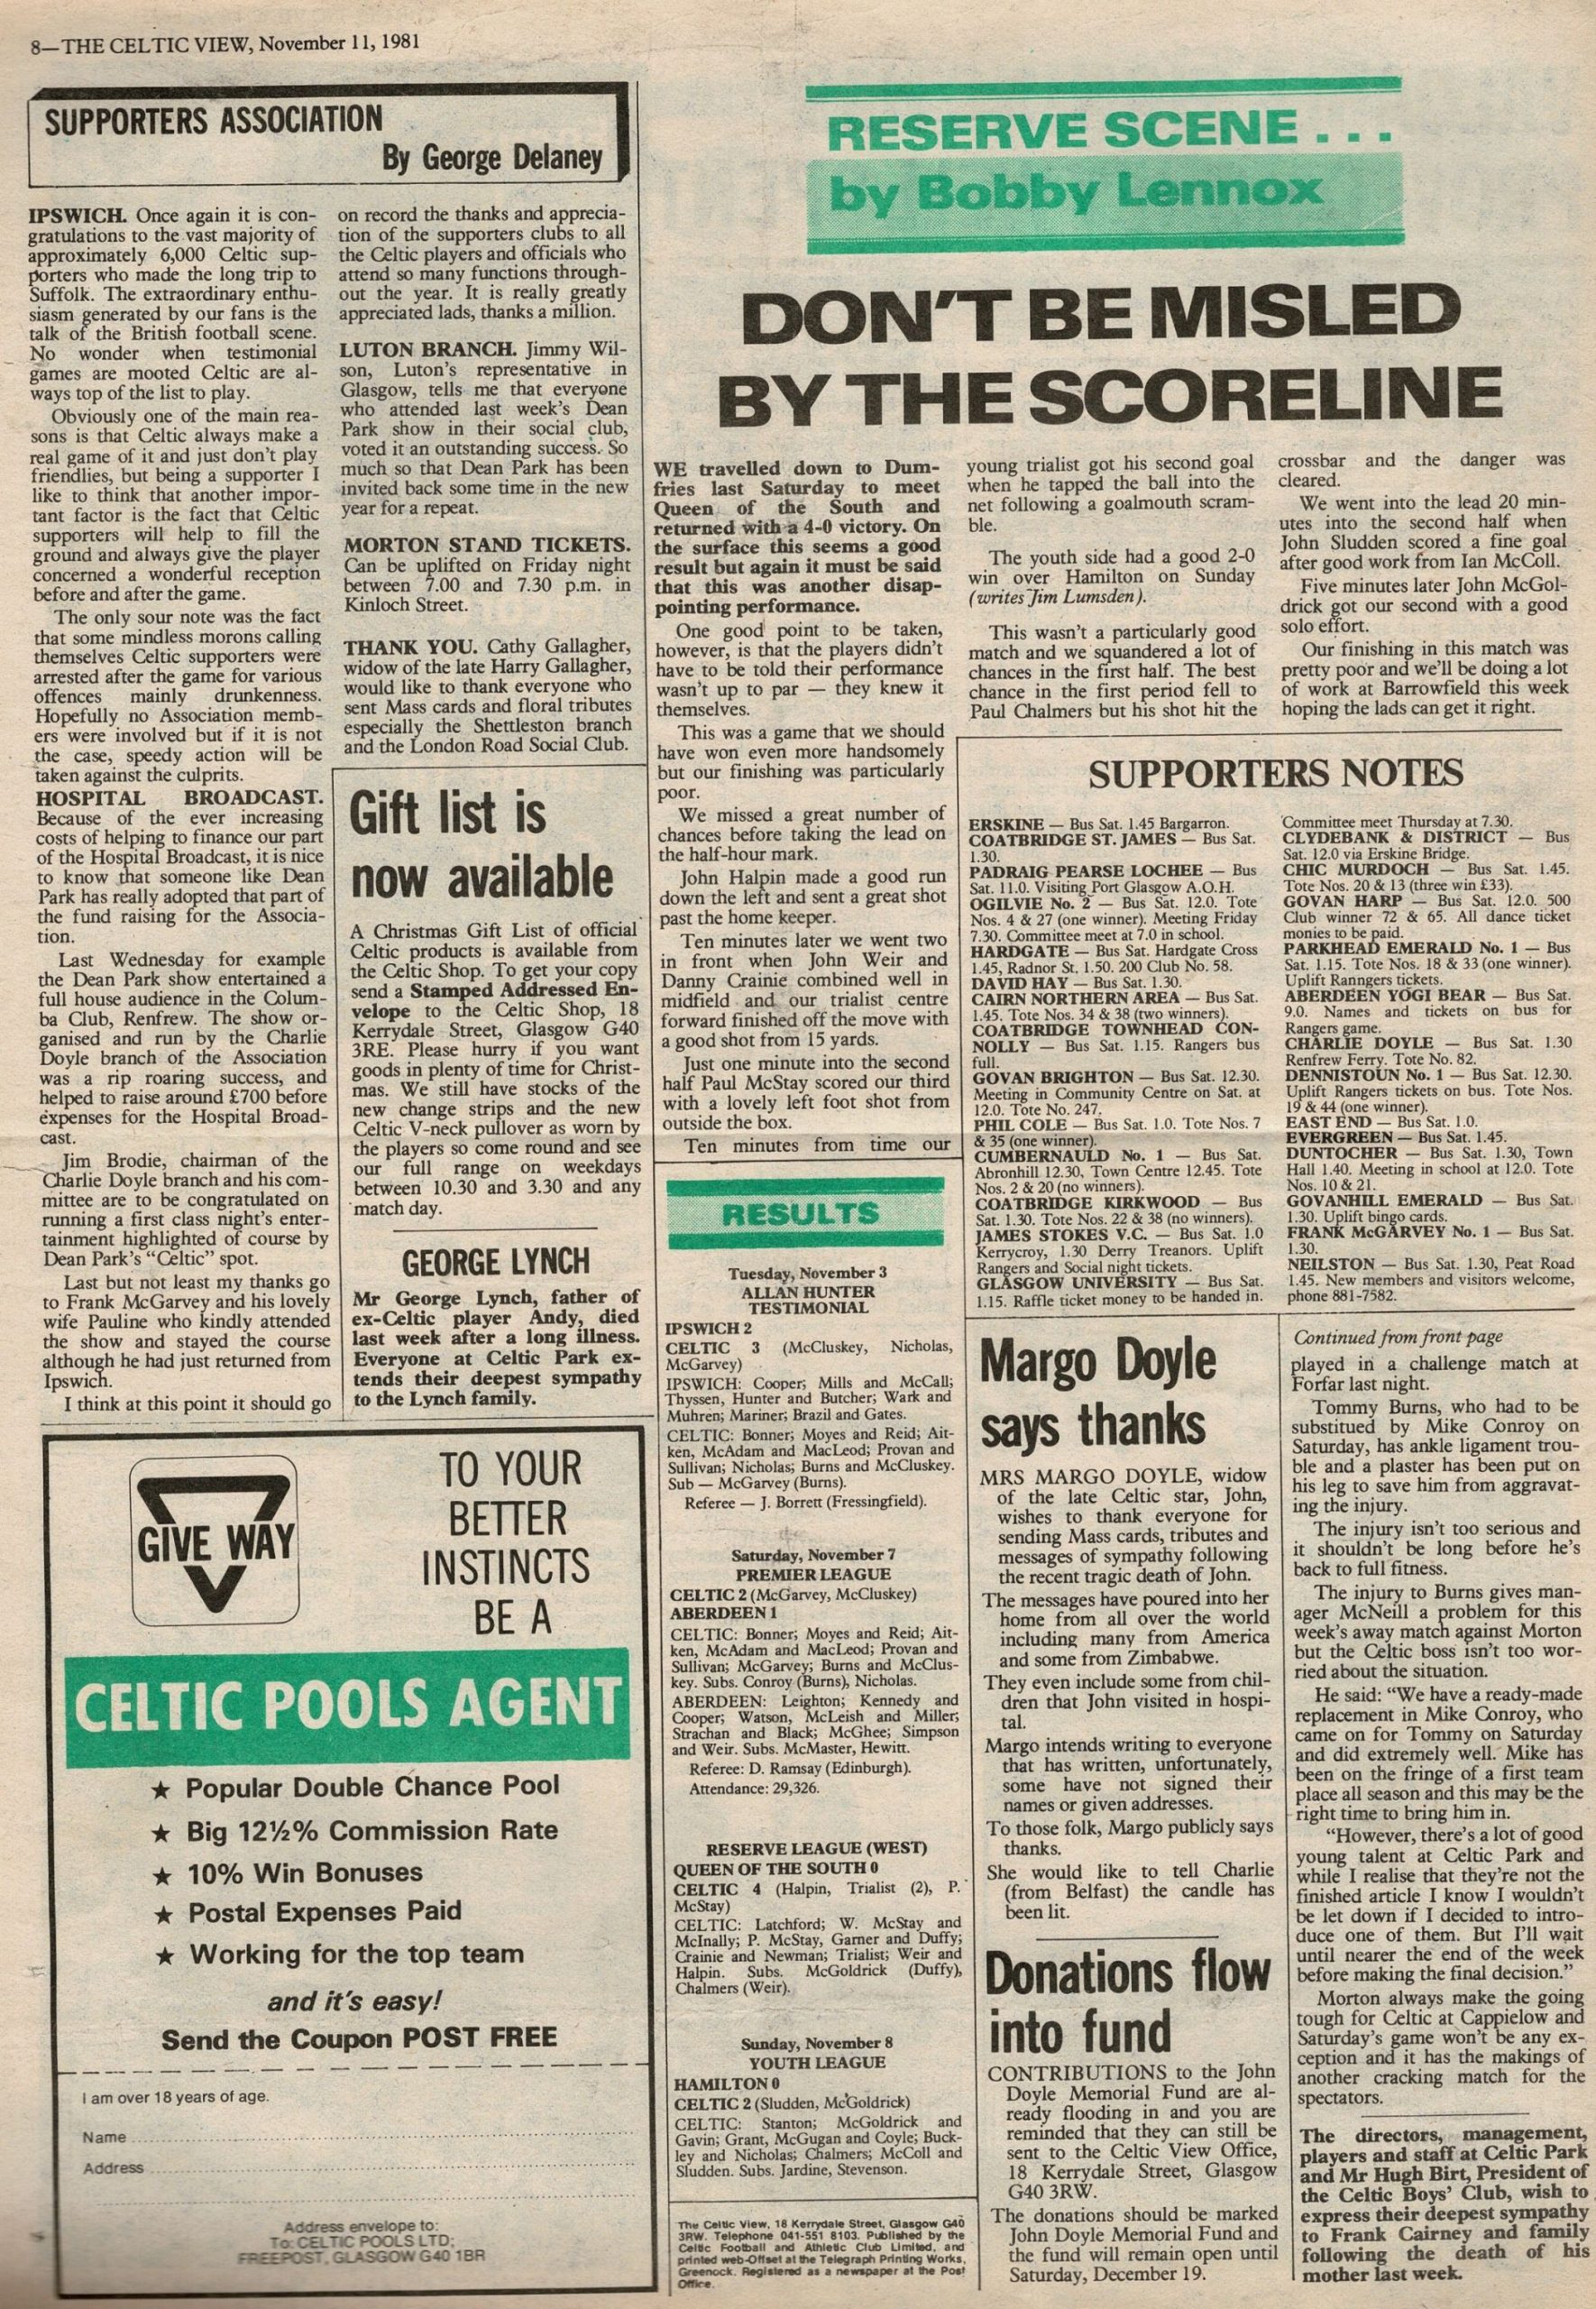 8—THE CELTIC VIEW, November 11, 1981
SUPPORTERS ASSOCIATION
By George Delaney
IPSWICH. Once again it is con-
gratulations to the vast majority of
approximately 6,000 Celtic sup-
porters who made the long trip to
Suffolk. The extraordinary enthu-
siasm generated by our fans is the
talk of the British football scene.
No wonder when testimonial
games are mooted Celtic are al-
ways top of the list to play.
Obviously one of the main rea-
sons is that Celtic always make a
real game of it and just don't play
friendlies, but being a supporter I
like to think that another impor-
tant factor is the fact that Celtic
supporters will help to fill the
ground and always give the player
concerned a wonderful reception
before and after the game.
The only sour note was the fact
that some mindless morons calling
themselves Celtic supporters were
arrested after the game for various
offences mainly drunkenness.
Hopefully no Association memb-
ers were involved but if it is not
the case, speedy action will be
taken against the culprits.
HOSPITAL BROADCAST.
Because of the ever increasing
costs of helping to finance our part
of the Hospital Broadcast, it is nice
to know that someone like Dean
Park has really adopted that part of
the fund raising for the Associa-
tion.
Last Wednesday for example
the Dean Park show entertained a
full house audience in the Colum-
ba Club, Renfrew. The show or-
ganised and run by the Charlie
Doyle branch of the Association
was a rip roaring success, and
helped to raise around £700 before
expenses for the Hospital Broad-
cast.
Jim Brodie, chairman of the
Charlie Doyle branch and his com-
mittee are to be congratulated on
running a first class night's enter-
tainment highlighted of course by
Dean Park's "Celtic" spot.
Last but not least my thanks go
to Frank McGarvey and his lovely
wife Pauline who kindly attended
the show and stayed the course
although he had just returned from
Ipswich.
I think at this point it should go
on record the thanks and apprecia-
tion of the supporters clubs to all
the Celtic players and officials who
attend so many functions through-
out the year. It is really greatly
appreciated lads, thanks a million.
LUTON BRANCH. Jimmy Wil-
son, Luton's representative in
Glasgow, tells me that everyone
who attended last week's Dean
Park show in their social club,
voted it an outstanding success. So
much so that Dean Park has been
invited back some time in the new
year for a repeat.
MORTON STAND TICKETS.
Can be uplifted on Friday night
between 7.00 and 7.30 p.m. in
Kinloch Street.
THANK YOU. Cathy Gallagher,
widow of the late Harry Gallagher,
would like to thank everyone who
sent Mass cards and floral tributes
especially the Shettleston branch
and the London Road Social Club.
Gift list is
now available
A Christmas Gift List of official
Celtic products is available from
the Celtic Shop. To get your copy
send a Stamped Addressed En-
velope to the Celtic Shop, 18
Kerrydale Street, Glasgow G40
3RE. Please hurry if you want
goods in plenty of time for Christ-
mas. We still have stocks of the
new change strips and the new
Celtic V-neck pullover as worn by
the players so come round and see
our full range on weekdays
between 10.30 and 3.30 and any
match day.
GEORGE LYNCH
Mr George Lynch, father of
ex-Celtic player Andy, died
last week after a long illness.
Everyone at Celtic Park ex-
tends their deepest sympathy
to the Lynch family.
GIVE WAY
TO YOUR
BETTER
INSTINCTS
BE A
CELTIC POOLS AGENT
★ Popular Double Chance Pool
★ Big 12½% Commission Rate
★ 10% Win Bonuses
★ Postal Expenses Paid
★ Working for the top team
and it's easy!
Send the Coupon POST FREE
I am over 18 years of age.
Name
Address
Address envelope to:
To: CELTIC POOLS LTD;
FREEPOST, GLASGOW G40 1BR
RESERVE SCENE . . .
by Bobby Lennox
DON'T BE MISLED
BY THE SCORELINE
WE travelled down to Dum-
fries last Saturday to meet
Queen of the South and
returned with a 4-0 victory. On
the surface this seems a good
result but again it must be said
that this was another disap-
pointing performance.
One good point to be taken,
however, is that the players didn't
have to be told their performance
wasn't up to par — they knew it
themselves.
This was a game that we should
have won even more handsomely
but our finishing was particularly
poor.
We missed a great number of
chances before taking the lead on
the half-hour mark.
John Halpin made a good run
down the left and sent a great shot
past the home keeper.
Ten minutes later we went two
in front when John Weir and
Danny Crainie combined well in
midfield and our trialist centre
forward finished off the move with
a good shot from 15 yards.
Just one minute into the second
half Paul McStay scored our third
with a lovely left foot shot from
outside the box.
Ten minutes from time our
young trialist got his second goal
when he tapped the ball into the
net following a goalmouth scram-
ble.
The youth side had a good 2-0
win over Hamilton on Sunday
(writes Jim Lumsden).
This wasn't a particularly good
match and we squandered a lot of
chances in the first half. The best
chance in the first period fell to
Paul Chalmers but his shot hit the
crossbar and the danger was
cleared.
We went into the lead 20 min-
utes into the second half when
John Sludden scored a fine goal
after good work from Ian McColl.
Five minutes later John McGol-
drick got our second with a good
solo effort.
Our finishing in this match was
pretty poor and we'll be doing a lot
of work at Barrowfield this week
hoping the lads can get it right.
RESULTS
Tuesday, November 3
ALLAN HUNTER
TESTIMONIAL
IPSWICH 2
CELTIC 3 (McCluskey, Nicholas,
McGarvey)
IPSWICH: Cooper; Mills and McCall;
Thyssen, Hunter and Butcher; Wark and
Muhren; Mariner; Brazil and Gates.
CELTIC: Bonner; Moyes and Reid; Ait-
ken, McAdam and MacLeod; Provan and
Sullivan; Nicholas; Burns and McCluskey.
Sub — McGarvey (Burns).
Referee — J. Borrett (Fressingfield).
Saturday, November 7
PREMIER LEAGUE
CELTIC 2 (McGarvey, McCluskey)
ABERDEEN 1
CELTIC: Bonner; Moyes and Reid; Ait-
ken, McAdam and MacLeod; Provan and
Sullivan; McGarvey; Burns and McClus-
key. Subs. Conroy (Burns), Nicholas.
ABERDEEN: Leighton; Kennedy and
Cooper; Watson, McLeish and Miller;
Strachan and Black; McGhee; Simpson
and Weir. Subs. McMaster, Hewitt.
Referee: D. Ramsay (Edinburgh).
Attendance: 29,326.
RESERVE LEAGUE (WEST)
QUEEN OF THE SOUTH 0
CELTIC 4 (Halpin, Trialist (2), P.
McStay)
CELTIC: Latchford; W. McStay and
McInally; P. McStay, Garner and Duffy;
Crainie and Newman; Trialist; Weir and
Halpin. Subs. McGoldrick (Duffy),
Chalmers (Weir).
Sunday, November 8
YOUTH LEAGUE
HAMILTON 0
CELTIC 2 (Sludden, McGoldrick)
CELTIC: Stanton; McGoldrick and
Gavin; Grant, McGugan and Coyle; Buck-
ley and Nicholas; Chalmers; McColl and
Sludden. Subs. Jardine, Stevenson.
The Celtic View, 18 Kerrydale Street, Glasgow G40
3RW. Telephone 041-551 8103. Published by the
Celtic Football and Athletic Club Limited, and
printed web-Offset at the Telegraph Printing Works,
Greenock. Registered as a newspaper at the Post
Office.
SUPPORTERS NOTES
ERSKINE — Bus Sat. 1.45 Bargarron.
COATBRIDGE ST. JAMES — Bus Sat.
1.30.
PADRAIG PEARSE LOCHEE — Bus
Sat. 11.0. Visiting Port Glasgow A.O.H.
OGILVIE No. 2 — Bus Sat. 12.0. Tote
Nos. 4 & 27 (one winner). Meeting Friday
7.30. Committee meet at 7.0 in school.
HARDGATE — Bus Sat. Hardgate Cross
1.45, Radnor St. 1.50. 200 Club No. 58.
DAVID HAY — Bus Sat. 1.30.
CAIRN NORTHERN AREA — Bus Sat.
1.45. Tote Nos. 34 & 38 (two winners).
COATBRIDGE TOWNHEAD CON-
NOLLY — Bus Sat. 1.15. Rangers bus
full.
GOVAN BRIGHTON — Bus Sat. 12.30.
Meeting in Community Centre on Sat. at
12.0. Tote No. 247.
PHIL COLE — Bus Sat. 1.0. Tote Nos. 7
& 35 (one winner).
CUMBERNAULD No. 1 — Bus Sat.
Abronhill 12.30, Town Centre 12.45. Tote
Nos. 2 & 20 (no winners).
COATBRIDGE KIRKWOOD — Bus
Sat. 1.30. Tote Nos. 22 & 38 (no winners).
JAMES STOKES V.C. — Bus Sat. 1.0
Kerrycroy, 1.30 Derry Treanors. Uplift
Rangers and Social night tickets.
GLASGOW UNIVERSITY — Bus Sat.
1.15. Raffle ticket money to be handed in.
Committee meet Thursday at 7.30.
CLYDEBANK & DISTRICT — Bus
Sat. 12.0 via Erskine Bridge.
CHIC MURDOCH — Bus Sat. 1.45.
Tote Nos. 20 & 13 (three win £33).
GOVAN HARP — Bus Sat. 12.0. 500
Club winner 72 & 65. All dance ticket
monies to be paid.
PARKHEAD EMERALD No. 1 — Bus
Sat. 1.15. Tote Nos. 18 & 33 (one winner).
Uplift Ranngers tickets.
ABERDEEN YOGI BEAR — Bus Sat.
9.0. Names and tickets on bus for
Rangers game.
CHARLIE DOYLE — Bus Sat. 1.30
Renfrew Ferry. Tote No. 82.
DENNISTOUN No. 1 — Bus Sat. 12.30.
Uplift Rangers tickets on bus. Tote Nos.
19 & 44 (one winner).
EAST END — Bus Sat. 1.0.
EVERGREEN — Bus Sat. 1.45.
DUNTOCHER — Bus Sat. 1.30, Town
Hall 1.40. Meeting in school at 12.0. Tote
Nos. 10 & 21.
GOVANHILL EMERALD — Bus Sat.
1.30. Uplift bingo cards.
FRANK McGARVEY No. 1 — Bus Sat.
1.30.
NEILSTON — Bus Sat. 1.30, Peat Road
1.45. New members and visitors welcome,
phone 881-7582.
Margo Doyle
says thanks
MRS MARGO DOYLE, widow
of the late Celtic star, John,
wishes to thank everyone for
sending Mass cards, tributes and
messages of sympathy following
the recent tragic death of John.
The messages have poured into her
home from all over the world
including many from America
and some from Zimbabwe.
They even include some from chil-
dren that John visited in hospi-
tal.
Margo intends writing to everyone
that has written, unfortunately,
some have not signed their
names or given addresses.
To those folk, Margo publicly says
thanks.
She would like to tell Charlie
(from Belfast) the candle has
been lit.
Donations flow
into fund
CONTRIBUTIONS to the John
Doyle Memorial Fund are al-
ready flooding in and you are
reminded that they can still be
sent to the Celtic View Office,
18 Kerrydale Street, Glasgow
G40 3RW.
The donations should be marked
John Doyle Memorial Fund and
the fund will remain open until
Saturday, December 19.
Continued from front page
played in a challenge match at
Forfar last night.
Tommy Burns, who had to be
substitued by Mike Conroy on
Saturday, has ankle ligament trou-
ble and a plaster has been put on
his leg to save him from aggravat-
ing the injury.
The injury isn't too serious and
it shouldn't be long before he's
back to full fitness.
The injury to Burns gives man-
ager McNeill a problem for this
week's away match against Morton
but the Celtic boss isn't too wor-
ried about the situation.
He said: "We have a ready-made
replacement in Mike Conroy, who
came on for Tommy on Saturday
and did extremely well. Mike has
been on the fringe of a first team
place all season and this may be the
right time to bring him in.
"However, there's a lot of good
young talent at Celtic Park and
while I realise that they're not the
finished article I know I wouldn't
be let down if I decided to intro-
duce one of them. But I'll wait
until nearer the end of the week
before making the final decision."
Morton always make the going
tough for Celtic at Cappielow and
Saturday's game won't be any ex-
ception and it has the makings of
another cracking match for the
spectators.
The directors, management,
players and staff at Celtic Park
and Mr Hugh Birt, President of
the Celtic Boys' Club, wish to
express their deepest sympathy
to Frank Cairney and family
following the death of his
mother last week.